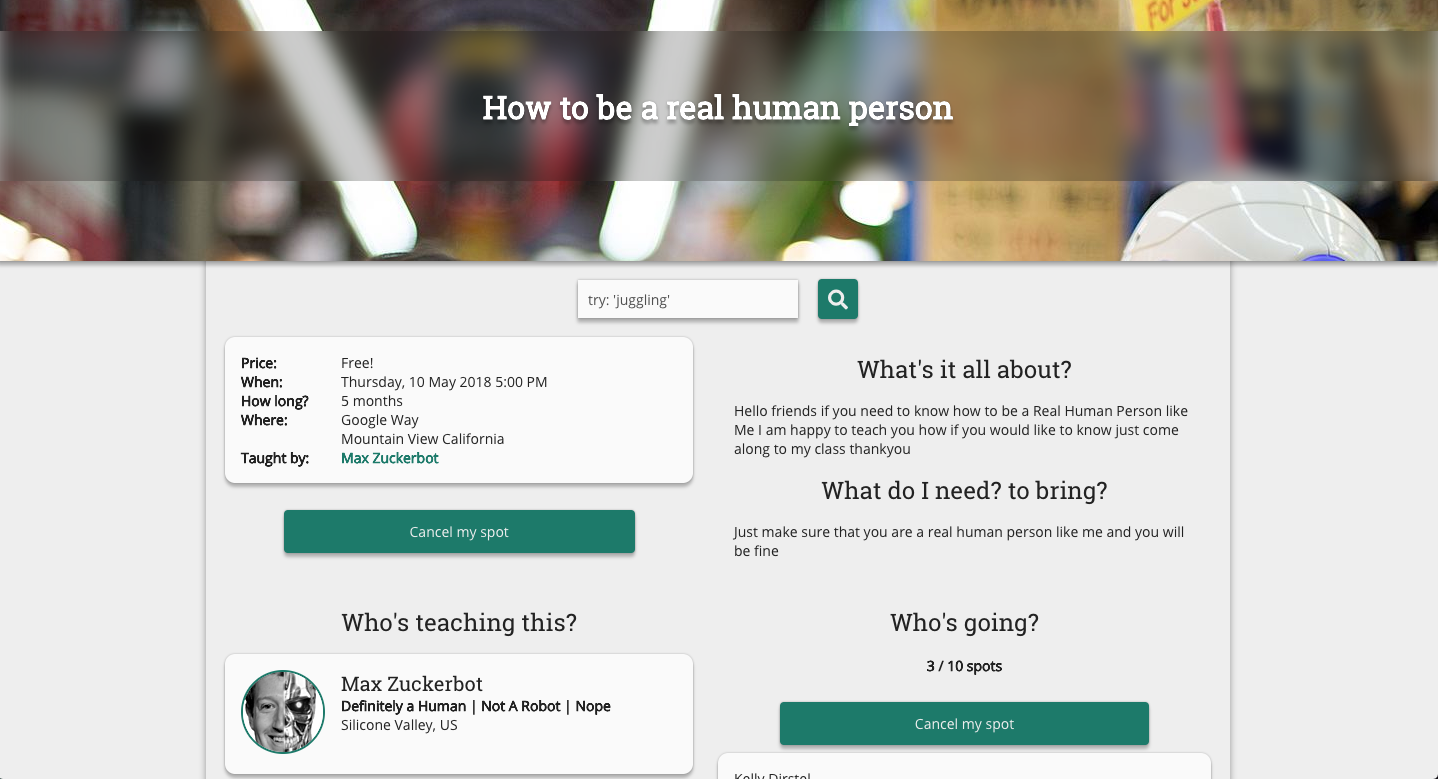 For
How to be a real human person
try: 'juggling'
Price: Free!
When: Thursday, 10 May 2018 5:00 PM
How long? 5 months
Where: Google Way
Mountain View California
Taught by: Max Zuckerbot
Cancel my spot
What's it all about?
Hello friends if you need to know how to be a Real Human Person like
Me I am happy to teach you how if you would like to know just come
along to my class thankyou
What do I need? to bring?
Just make sure that you are a real human person like me and you will
be fine
Who's teaching this?
Max Zuckerbot
Definitely a Human | Not A Robot | Nope
Silicone Valley, US
Who's going?
3 / 10 spots
Cancel my spot
Kelly Dirstel